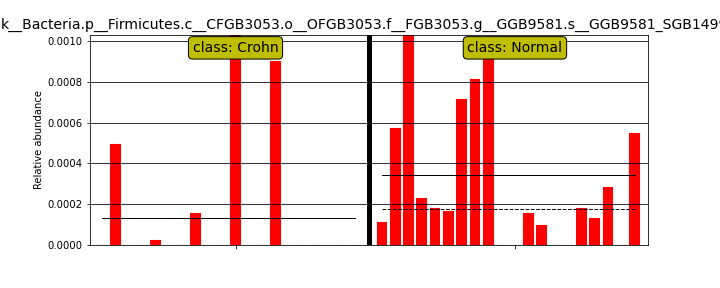 k__Bacteria.p__Firmicutes.c__CFGB3053.o__OFGB3053.f__FGB3053.g__GGB9581.s__GGB9581_SGB149
class: Crohn
class: Normal
Relative abundance
0.0010
0.0008
0.0006
0.0004
0.0002
0.0000